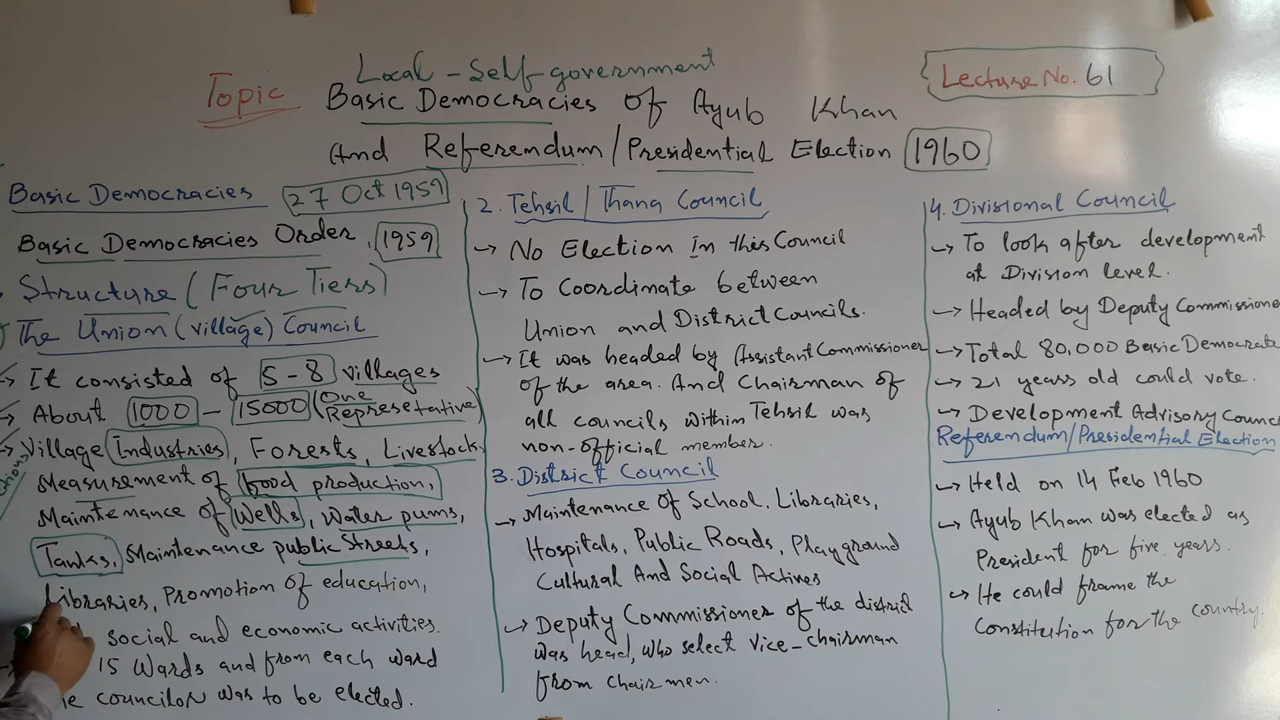 Local-Self-government
Topic Basic Democracies of Ayub Khan
And Referendum/Presidential Election 1960
Lecture No. 61
Basic Democracies 27 Oct 1959
Basic Democracies Order, 1959
Structure (Four Tiers)
The Union (village) Council
→ It consisted of 5-8 villages
→ About 1000 - 15000 (One Represetative)
→ Village Industries, Forests, Livestocks
Measurement of food production,
Maintenance of Wells, Water pums,
Tanks, Maintenance public Streets,
Libraries, Promotion of education,
social and economic activities.
15 Wards and from each ward
councilor was to be elected.
2. Tehsil/Thana Council
→ No Election In this Council
→ To Coordinate between
Union and District Councils.
→ It was headed by Assistant Commissioner
of the area. And Chairman of
all councils within Tehsil was
non-official member.
3. District Council
→ Maintenance of School, Libraries,
Hospitals, Public Roads, Playground
Cultural And Social Actives
→ Deputy Commissioner of the district
was head, who select vice-chairman
from chairmen.
4. Divisional Council
→ To look after development
at Division level.
→ Headed by Deputy Commissione
→ Total 80,000 Basic Democrate
→ 21 years old could vote.
→ Development Advisory Counc
Referendum/Presidential Election
→ Held on 14 Feb 1960
→ Ayub Khan was elected as
President for five years.
→ He could frame the
Constitution for the country.